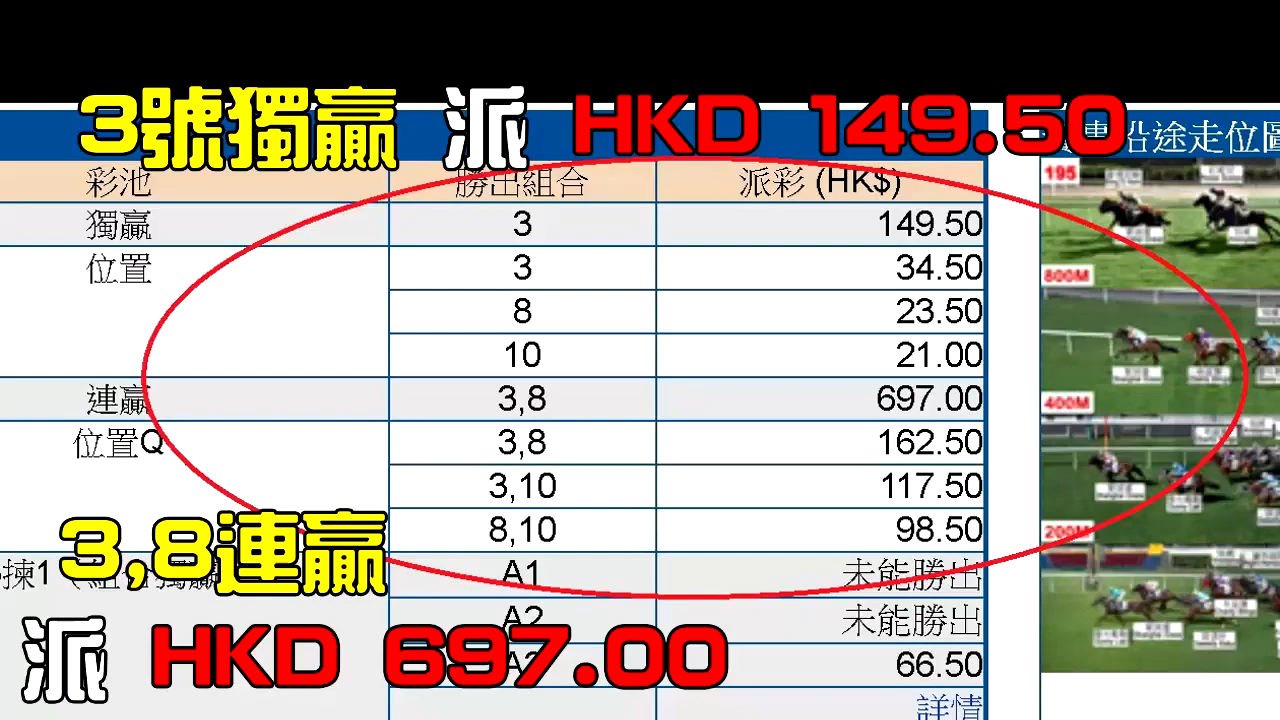 3號獨贏 派 HKD 149.50
沿途走位圖
彩池 勝出組合 派彩 (HK$)
獨贏 3 149.50
位置 3 34.50
8 23.50
10 21.00
連贏 3,8 697.00
位置Q 3,8 162.50
3,10 117.50
8,10 98.50
3,8連贏
揀1 A1 未能勝出
A2 未能勝出
派 HKD 697.00
66.50
詳情
195
800M
400M
200M